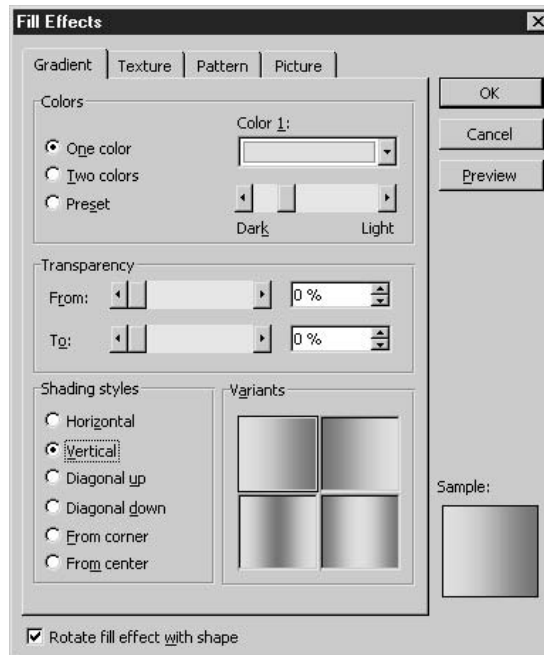 Fill Effects
Gradient
Texture
Pattern
Picture
OK
Cancel
Preview
Colors
One color
Two colors
Preset
Color 1:
Dark
Light
Transparency
From:
0 %
To:
0 %
Shading styles
Horizontal
Vertical
Diagonal up
Diagonal down
From corner
From center
Variants
Sample:
Rotate fill effect with shape